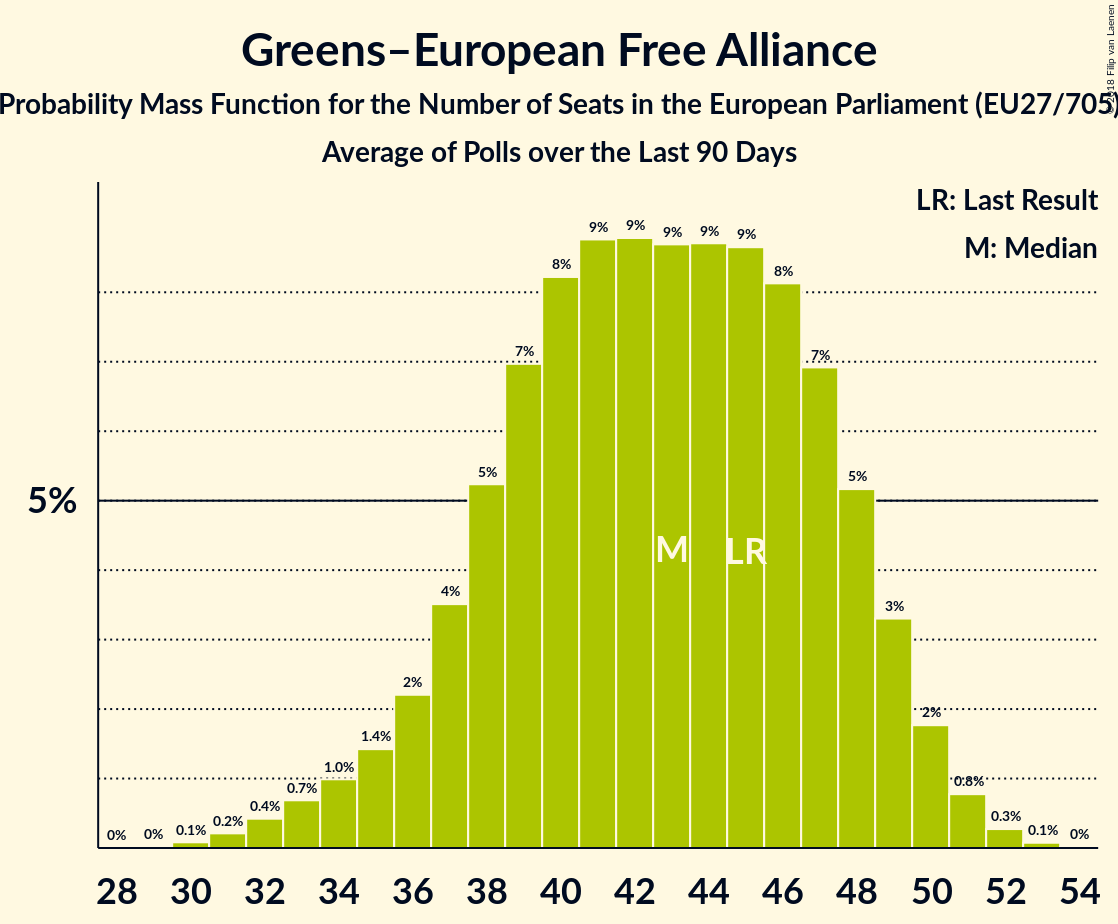 Greens–European Free Alliance
Probability Mass Function for the Number of Seats in the European Parliament (EU27/705)
Average of Polls over the Last 90 Days
© 2018 Filip van Laenen
LR: Last Result
M: Median
5%
0% 0% 0.1% 0.2% 0.4% 0.7% 1.0% 1.4% 2% 4% 5% 7% 8% 9% 9% 9% 9% 9% 8% 7% 5% 3% 2% 0.8% 0.3% 0.1% 0%
M LR
28 30 32 34 36 38 40 42 44 46 48 50 52 54